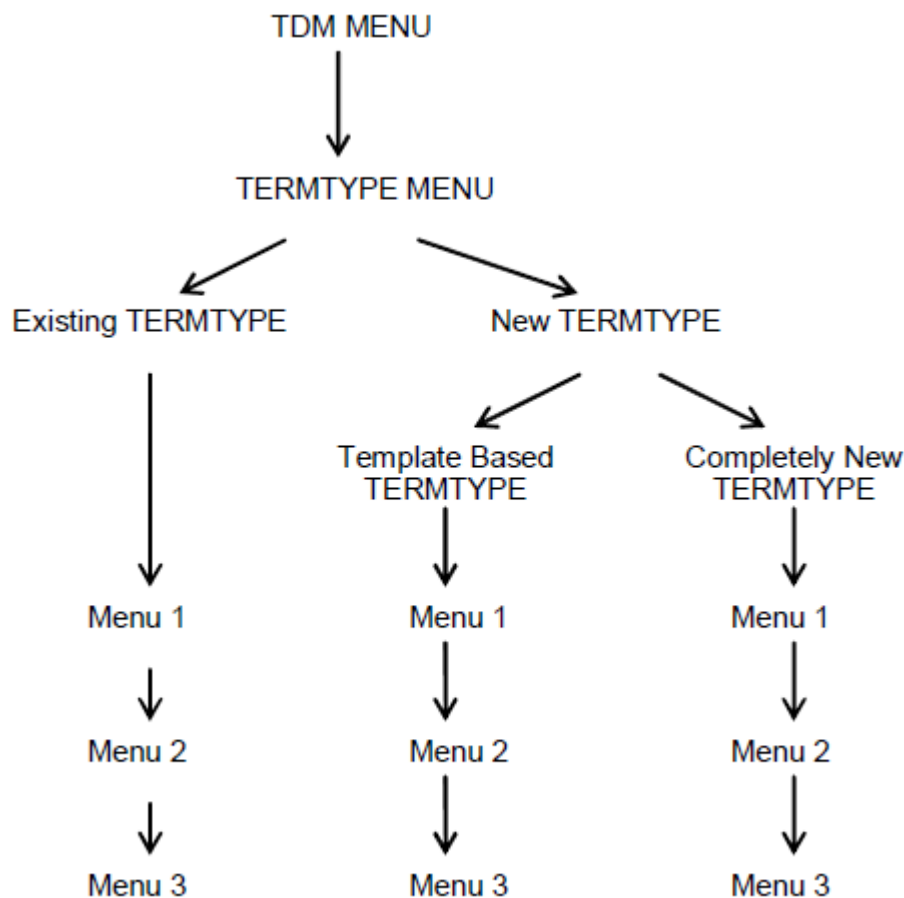 TDM MENU
TERMTYPE MENU
Existing TERMTYPE
New TERMTYPE
Template Based
TERMTYPE
Completely New
TERMTYPE
Menu 1
Menu 1
Menu 1
Menu 2
Menu 2
Menu 2
Menu 3
Menu 3
Menu 3